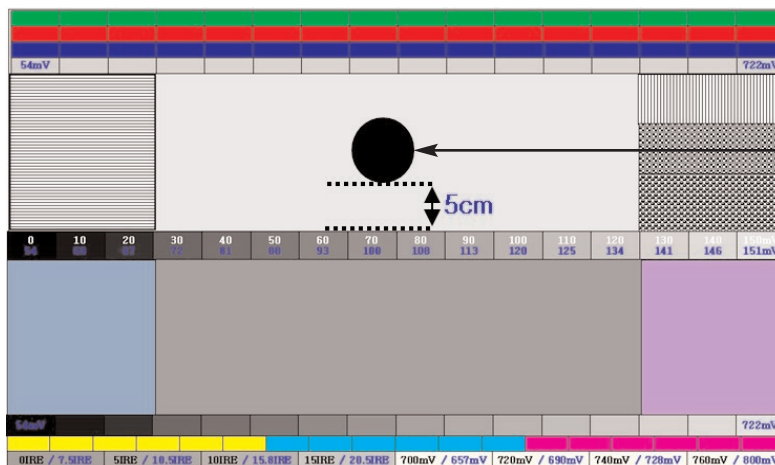 54mV 722mV
5cm
0 10 20 30 40 50 60 70 80 90 100 110 120 130 140 150mV
54 72 81 88 93 100 108 113 120 125 134 141 146 151mV
54mV 722mV
0IRE / 7.5IRE 5IRE / 10.5IRE 10IRE / 15.8IRE 15IRE / 20.5IRE 700mV / 657mV 720mV / 690mV 740mV / 728mV 760mV / 800mV